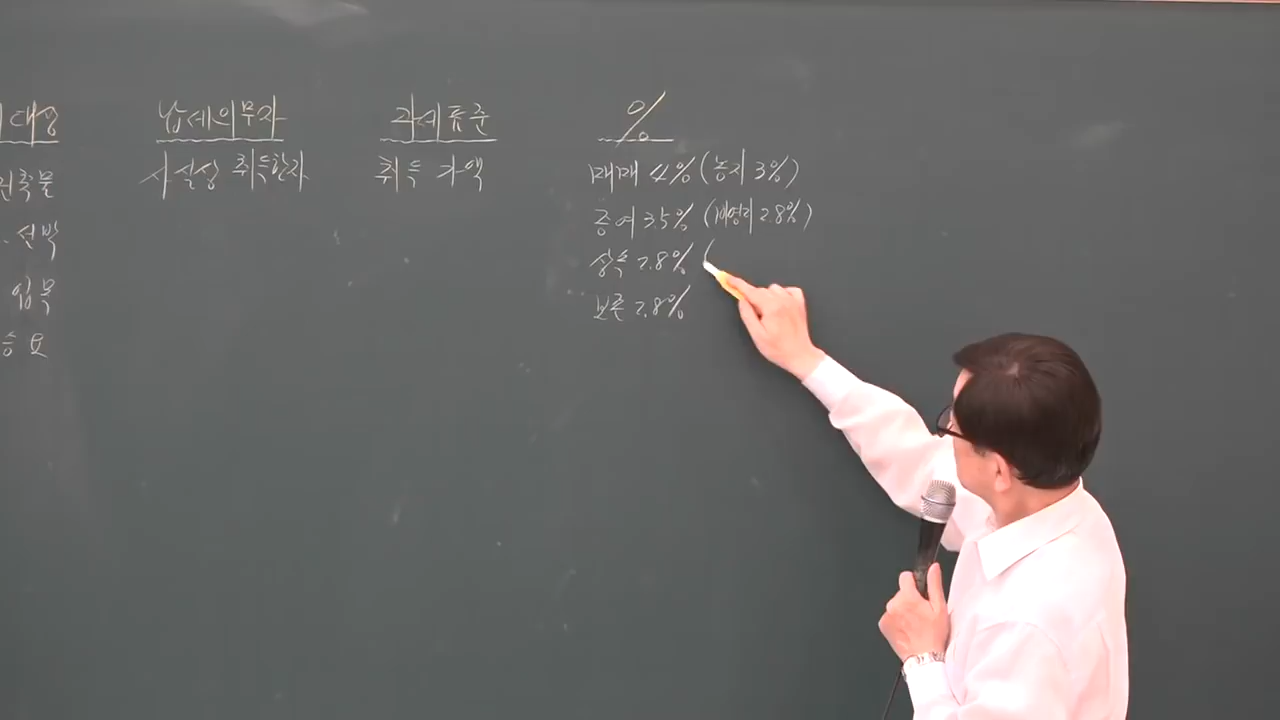 대상 납세의무자 과세표준 %
건축물 사실상 취득한자 취득가액 매매 4% (농지 3%)
선박 증여 3.5% (비영리 2.8%)
입목 상속 2.8% (
보존 2.8%
승 요